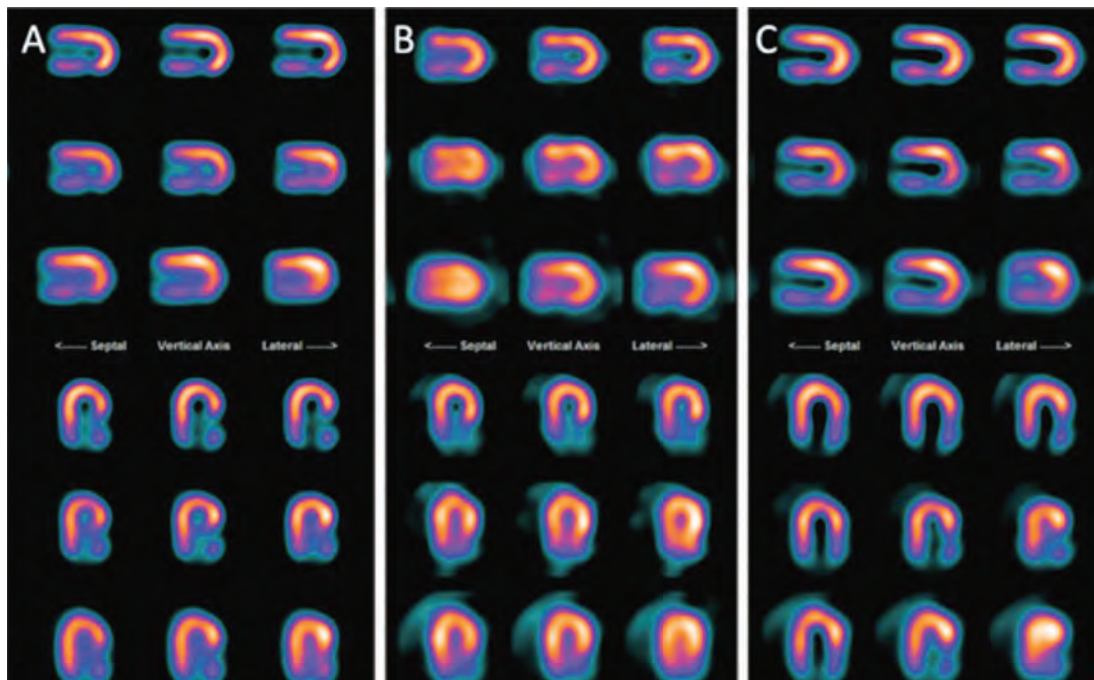 A
B
C
<--- Septal Vertical Axis Lateral --->
<--- Septal Vertical Axis Lateral --->
<--- Septal Vertical Axis Lateral --->